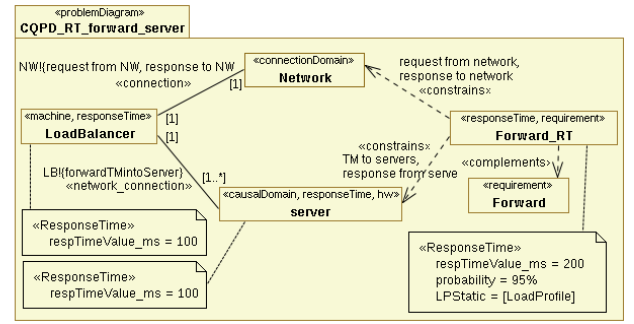 «problemDiagram»
CQPD_RT_forward_server
NW!{request from NW, response to NW
«connection»
«connectionDomain»
Network
[1]
[1]
[1]
request from network,
response to network
«constrains»
«machine, responseTime»
LoadBalancer
«responseTime, requirement»
Forward_RT
LB!{forwardTMintoServer}
«network_connection»
[1..*]
«constrains»
TM to servers,
response from serve
«complements»
«causalDomain, responseTime, hw»
server
«requirement»
Forward
«ResponseTime»
respTimeValue_ms = 100
«ResponseTime»
respTimeValue_ms = 100
«ResponseTime»
respTimeValue_ms = 200
probability = 95%
LPStatic = [LoadProfile]